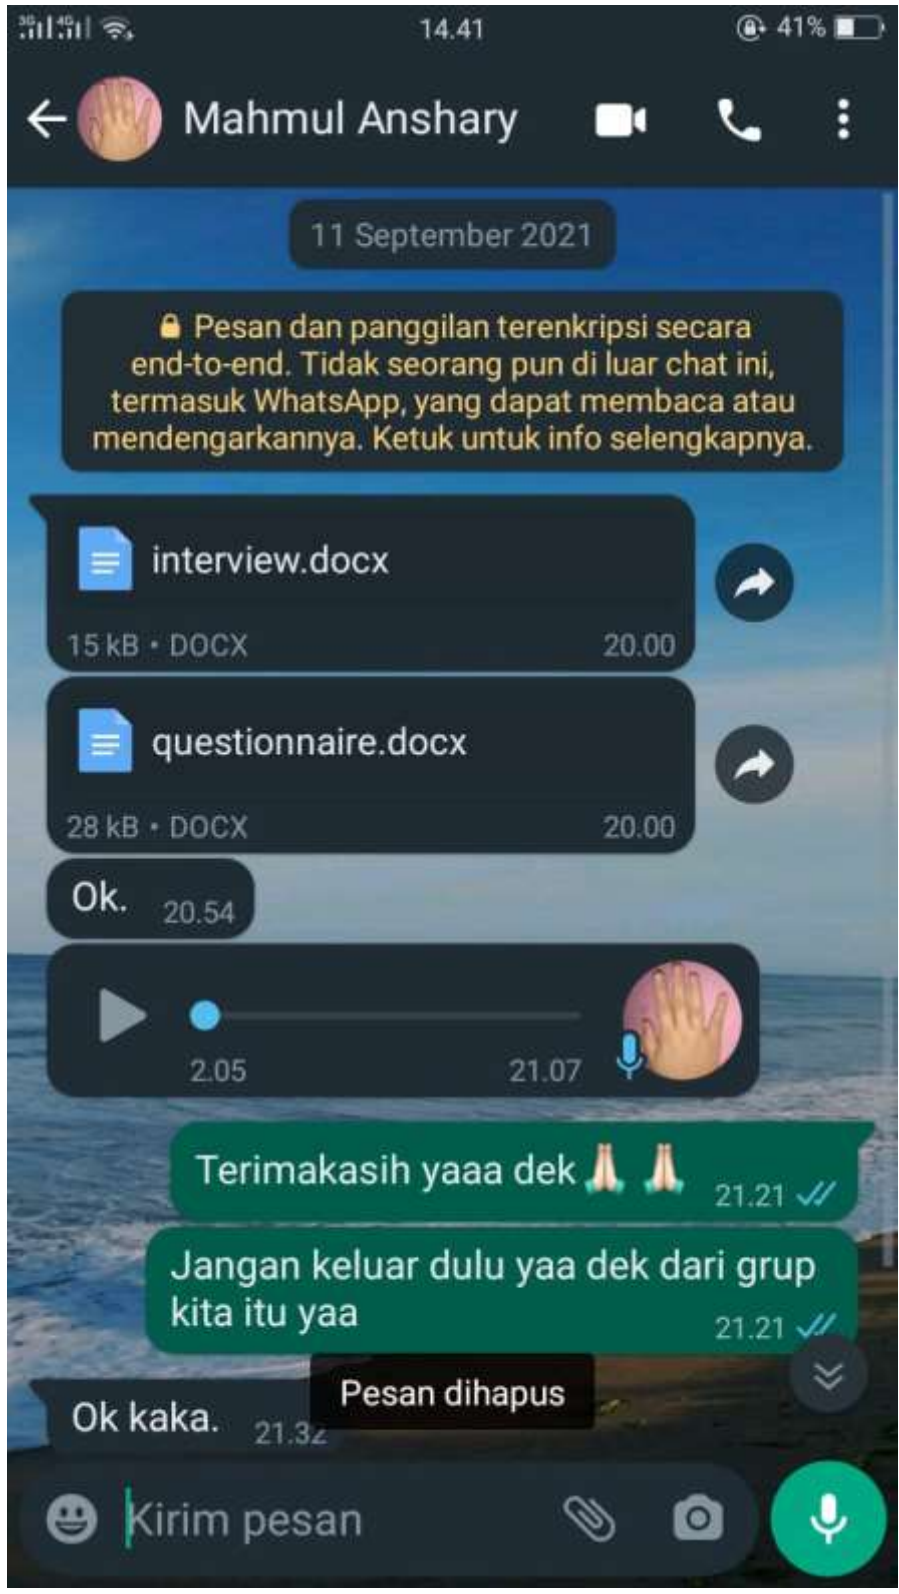 3G 4G 14.41 41%
Mahmul Anshary
11 September 2021
Pesan dan panggilan terenkripsi secara
end-to-end. Tidak seorang pun di luar chat ini,
termasuk WhatsApp, yang dapat membaca atau
mendengarkannya. Ketuk untuk info selengkapnya.
interview.docx
15 kB • DOCX 20.00
questionnaire.docx
28 kB • DOCX 20.00
Ok. 20.54
2.05 21.07
Terimakasih yaaa dek 21.21
Jangan keluar dulu yaa dek dari grup
kita itu yaa 21.21
Pesan dihapus
Ok kaka. 21.32
Kirim pesan